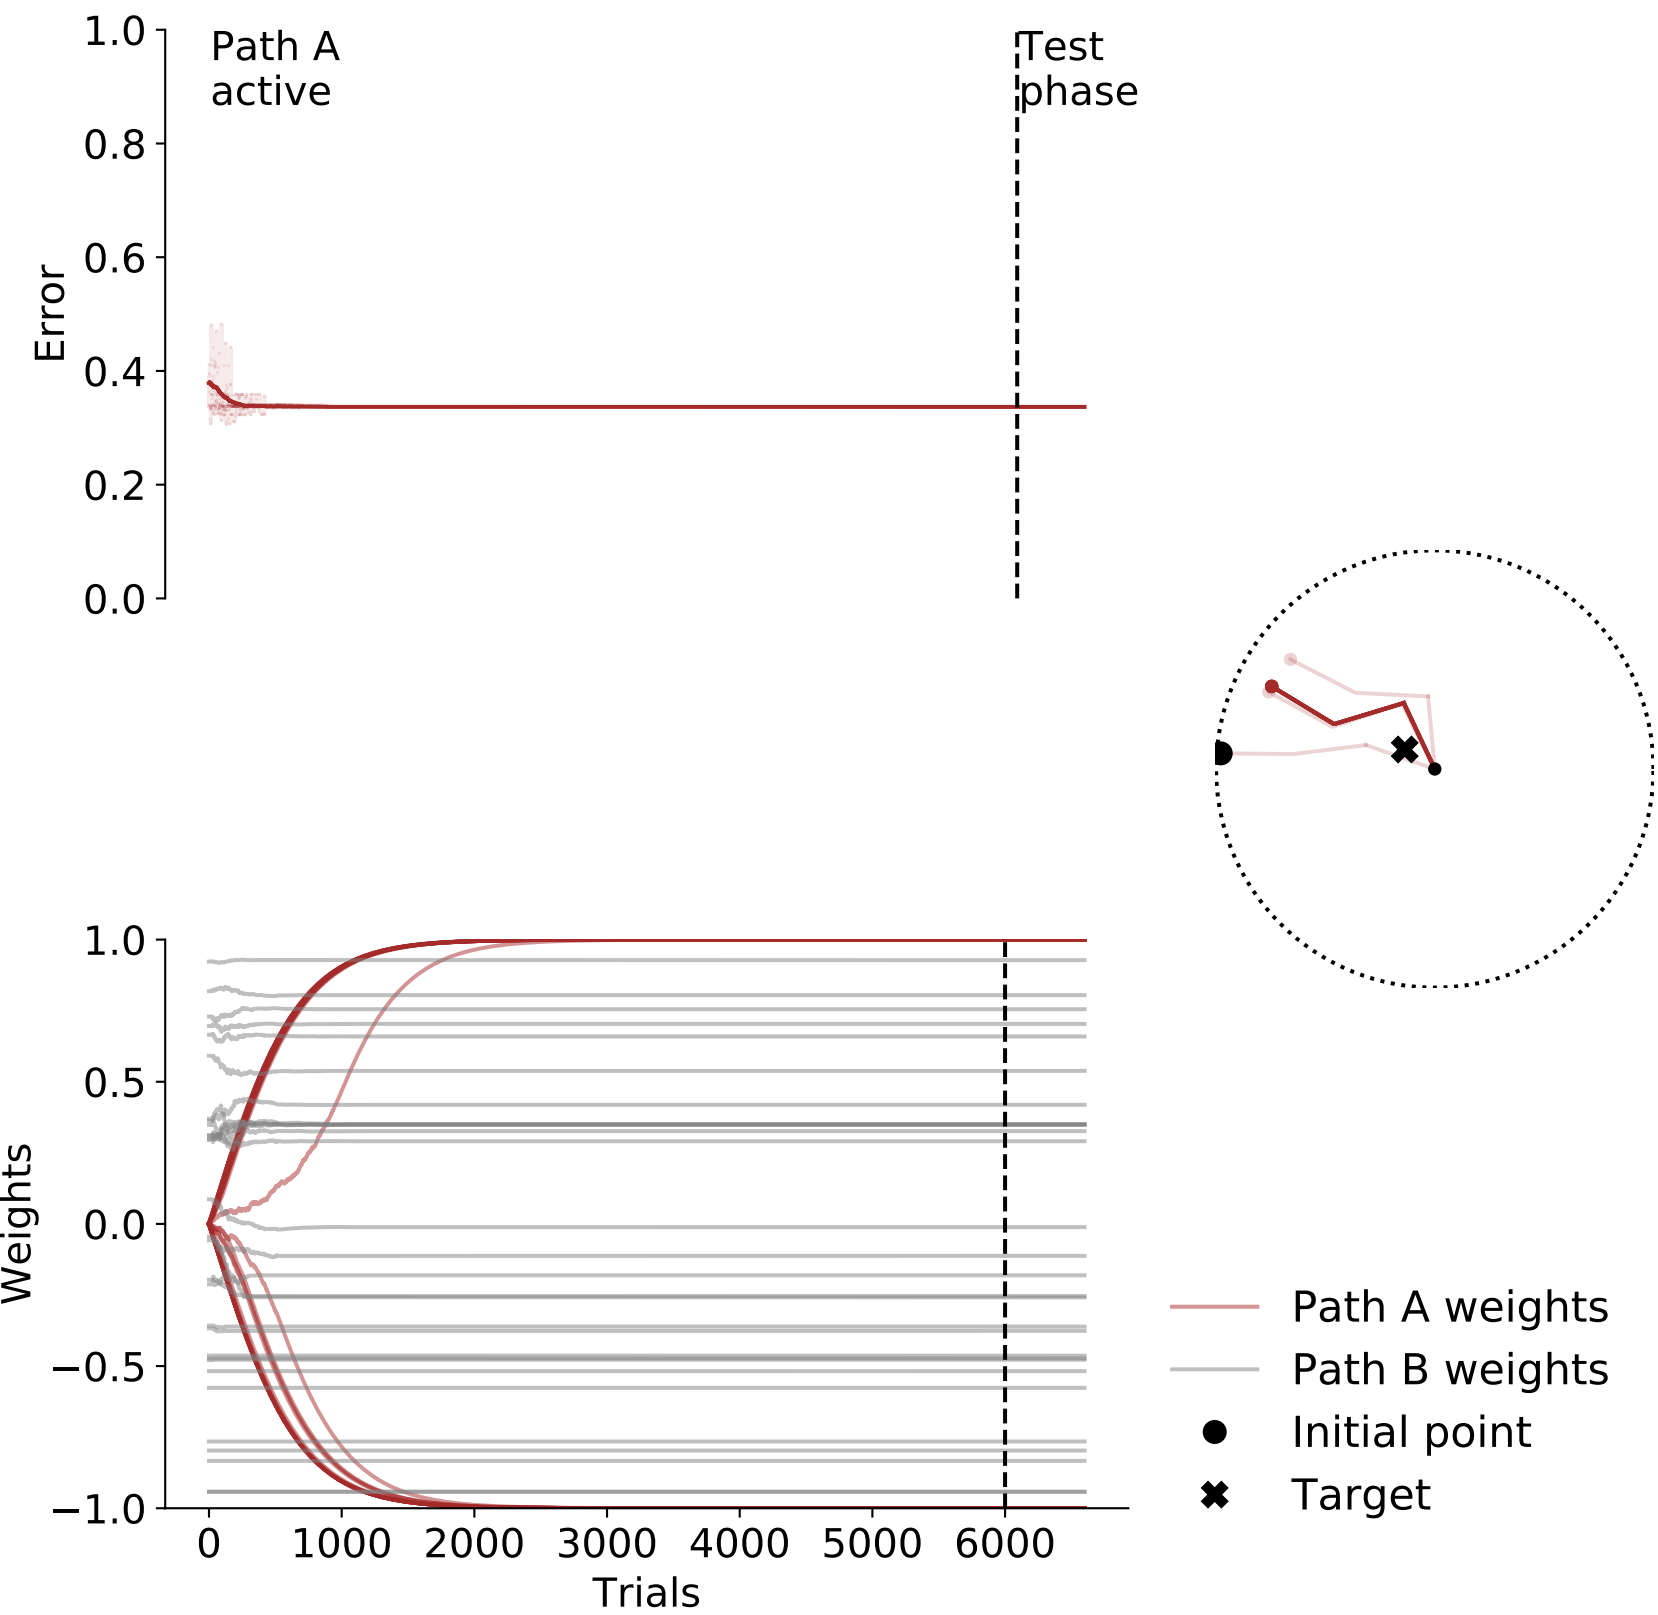 1.0
0.8
0.6
0.4
0.2
0.0
Error
Path A
active
Test
phase
1.0
0.5
0.0
−0.5
−1.0
Weights
0 1000 2000 3000 4000 5000 6000
Trials
Path A weights
Path B weights
Initial point
Target